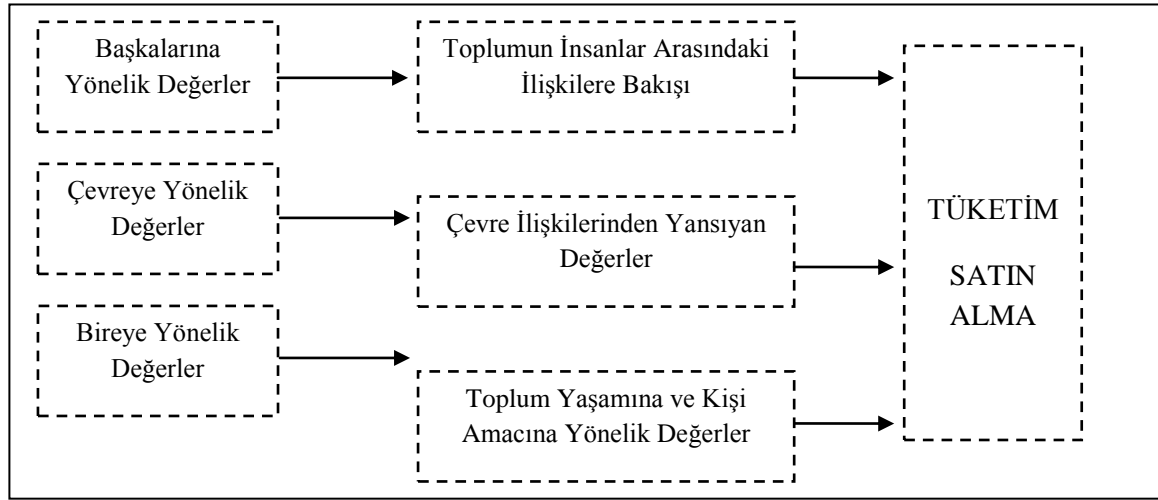 Başkalarına
Yönelik Değerler
Toplumun İnsanlar Arasındaki
İlişkilere Bakışı
Çevreye Yönelik
Değerler
Çevre İlişkilerinden Yansıyan
Değerler
Bireye Yönelik
Değerler
Toplum Yaşamına ve Kişi
Amacına Yönelik Değerler
TÜKETİM
SATIN
ALMA